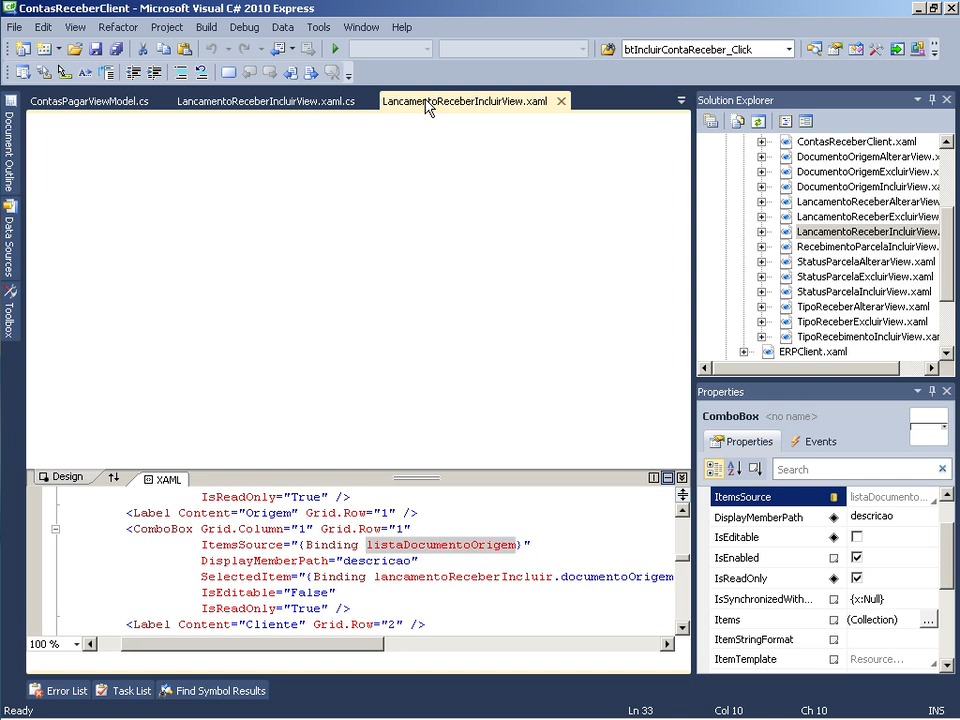 ContasReceberClient - Microsoft Visual C# 2010 Express
File Edit View Refactor Project Build Debug Data Tools Window Help
btIncluirContaReceber_Click
ContasPagarViewModel.cs LancamentoReceberIncluirView.xaml.cs LancamentoReceberIncluirView.xaml
Document Outline
Data Sources
Toolbox
Design XAML
IsReadOnly="True" />
<Label Content="Origem" Grid.Row="1" />
<ComboBox Grid.Column="1" Grid.Row="1"
ItemsSource="{Binding listaDocumentoOrigem}"
DisplayMemberPath="descricao"
SelectedItem="{Binding lancamentoReceberIncluir.documentoOrigem
IsEditable="False"
IsReadOnly="True" />
<Label Content="Cliente" Grid.Row="2" />
100 %
Solution Explorer
ContasReceberClient.xaml
DocumentoOrigemAlterarView.x
DocumentoOrigemExcluirView.x
DocumentoOrigemIncluirView.xa
LancamentoReceberAlterarView
LancamentoReceberExcluirView
LancamentoReceberIncluirView.
RecebimentoParcelaIncluirView.
StatusParcelaAlterarView.xaml
StatusParcelaExcluirView.xaml
StatusParcelaIncluirView.xaml
TipoReceberAlterarView.xaml
TipoReceberExcluirView.xaml
TipoRecebimentoIncluirView.xar
ERPClient.xaml
Properties
ComboBox <no name>
Properties Events
Search
ItemsSource listaDocumento...
DisplayMemberPath descricao
IsEditable
IsEnabled
IsReadOnly
IsSynchronizedWith... {x:Null}
Items (Collection) ...
ItemStringFormat
ItemTemplate Resource...
Error List Task List Find Symbol Results
Ready Ln 33 Col 10 Ch 10 INS